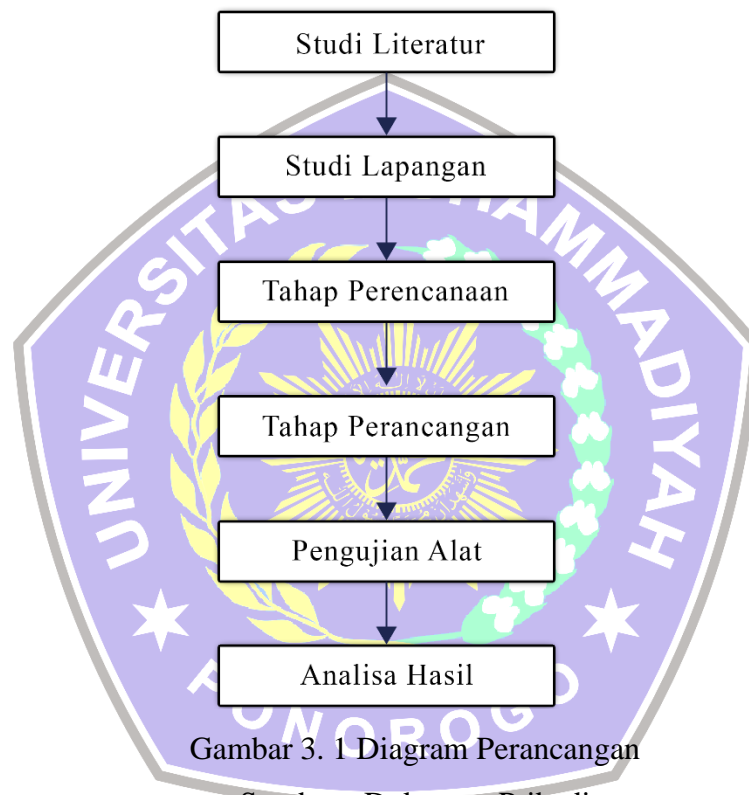 Studi Literatur
Studi Lapangan
Tahap Perencanaan
Tahap Perancangan
Pengujian Alat
Analisa Hasil
Gambar 3. 1 Diagram Perancangan
UNIVERSITAS MUHAMMADIYAH
PONOROGO